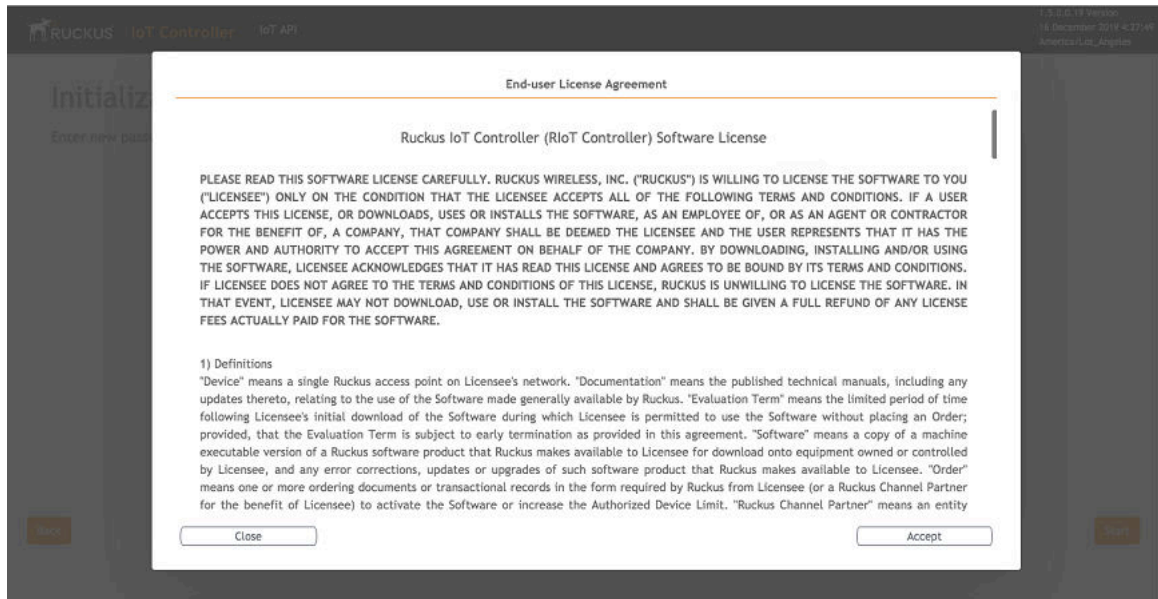 RUCKUS IoT Controller IoT API
1.5.0.0.19 Version
16 December 2019 4:27:49
America/Los_Angeles
Initializ
Enter new pass
End-user License Agreement
Ruckus IoT Controller (RIoT Controller) Software License
PLEASE READ THIS SOFTWARE LICENSE CAREFULLY. RUCKUS WIRELESS, INC. ("RUCKUS") IS WILLING TO LICENSE THE SOFTWARE TO YOU
("LICENSEE") ONLY ON THE CONDITION THAT THE LICENSEE ACCEPTS ALL OF THE FOLLOWING TERMS AND CONDITIONS. IF A USER
ACCEPTS THIS LICENSE, OR DOWNLOADS, USES OR INSTALLS THE SOFTWARE, AS AN EMPLOYEE OF, OR AS AN AGENT OR CONTRACTOR
FOR THE BENEFIT OF, A COMPANY, THAT COMPANY SHALL BE DEEMED THE LICENSEE AND THE USER REPRESENTS THAT IT HAS THE
POWER AND AUTHORITY TO ACCEPT THIS AGREEMENT ON BEHALF OF THE COMPANY. BY DOWNLOADING, INSTALLING AND/OR USING
THE SOFTWARE, LICENSEE ACKNOWLEDGES THAT IT HAS READ THIS LICENSE AND AGREES TO BE BOUND BY ITS TERMS AND CONDITIONS.
IF LICENSEE DOES NOT AGREE TO THE TERMS AND CONDITIONS OF THIS LICENSE, RUCKUS IS UNWILLING TO LICENSE THE SOFTWARE. IN
THAT EVENT, LICENSEE MAY NOT DOWNLOAD, USE OR INSTALL THE SOFTWARE AND SHALL BE GIVEN A FULL REFUND OF ANY LICENSE
FEES ACTUALLY PAID FOR THE SOFTWARE.
1) Definitions
"Device" means a single Ruckus access point on Licensee's network. "Documentation" means the published technical manuals, including any
updates thereto, relating to the use of the Software made generally available by Ruckus. "Evaluation Term" means the limited period of time
following Licensee's initial download of the Software during which Licensee is permitted to use the Software without placing an Order;
provided, that the Evaluation Term is subject to early termination as provided in this agreement. "Software" means a copy of a machine
executable version of a Ruckus software product that Ruckus makes available to Licensee for download onto equipment owned or controlled
by Licensee, and any error corrections, updates or upgrades of such software product that Ruckus makes available to Licensee. "Order"
means one or more ordering documents or transactional records in the form required by Ruckus from Licensee (or a Ruckus Channel Partner
for the benefit of Licensee) to activate the Software or increase the Authorized Device Limit. "Ruckus Channel Partner" means an entity
Back
Close
Accept
Start